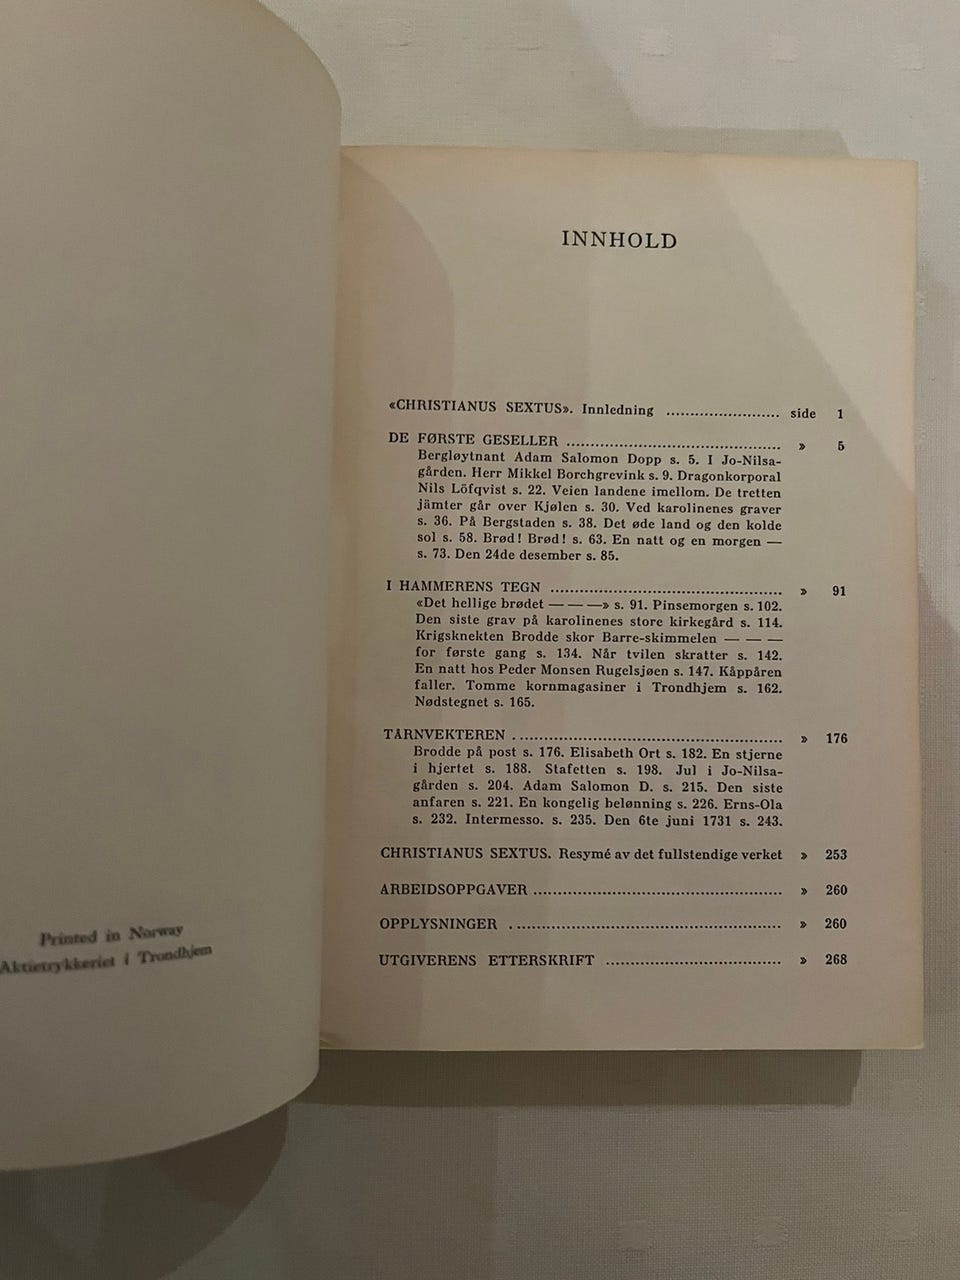 Printed in Norway
Aktietrykkeriet i Trondhjem
INNHOLD
«CHRISTIANUS SEXTUS». Innledning ....................... side 1
DE FØRSTE GESELLER .......................................... » 5
Bergløytnant Adam Salomon Dopp s. 5. I Jo-Nilsa-
gården. Herr Mikkel Borchgrevink s. 9. Dragonkorporal
Nils Löfqvist s. 22. Veien landene imellom. De tretten
jämter går over Kjølen s. 30. Ved karolinenes graver
s. 36. På Bergstaden s. 38. Det øde land og den kolde
sol s. 58. Brød! Brød! s. 63. En natt og en morgen —
s. 73. Den 24de desember s. 85.
I HAMMERENS TEGN .............................................. » 91
«Det hellige brødet — — —» s. 91. Pinsemorgen s. 102.
Den siste grav på karolinenes store kirkegård s. 114.
Krigsknekten Brodde skor Barre-skimmelen — — —
for første gang s. 134. Når tvilen skratter s. 142.
En natt hos Peder Monsen Rugelsjøen s. 147. Kåppåren
faller. Tomme kornmagasiner i Trondhjem s. 162.
Nødstegnet s. 165.
TÅRNVEKTEREN ...................................................... » 176
Brodde på post s. 176. Elisabeth Ort s. 182. En stjerne
i hjertet s. 188. Stafetten s. 198. Jul i Jo-Nilsa-
gården s. 204. Adam Salomon D. s. 215. Den siste
anfaren s. 221. En kongelig belønning s. 226. Erns-Ola
s. 232. Intermesso. s. 235. Den 6te juni 1731 s. 243.
CHRISTIANUS SEXTUS. Resymé av det fullstendige verket » 253
ARBEIDSOPPGAVER .................................................. » 260
OPPLYSNINGER ...................................................... » 260
UTGIVERENS ETTERSKRIFT ................................... » 268